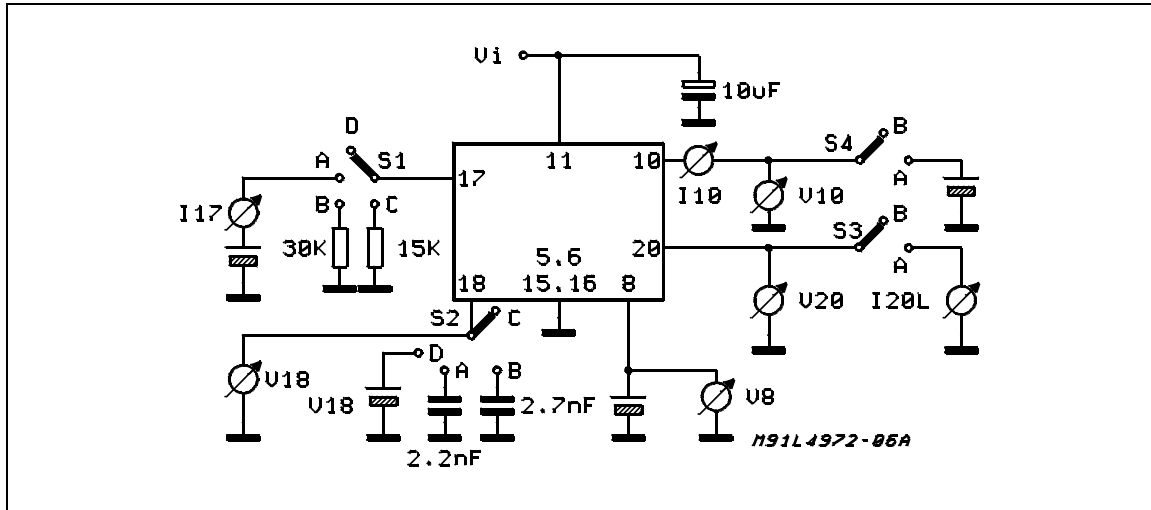 Vi
10uF
D
A S1
B C
I17
30K 15K
17 11 10
I10
V10
S4 B
A
20
S3 B
A
5.6
18 15.16 8
S2 C
V20
I20L
V18
D
A B
V18
2.7nF
2.2nF
V8
M91L4972-06A